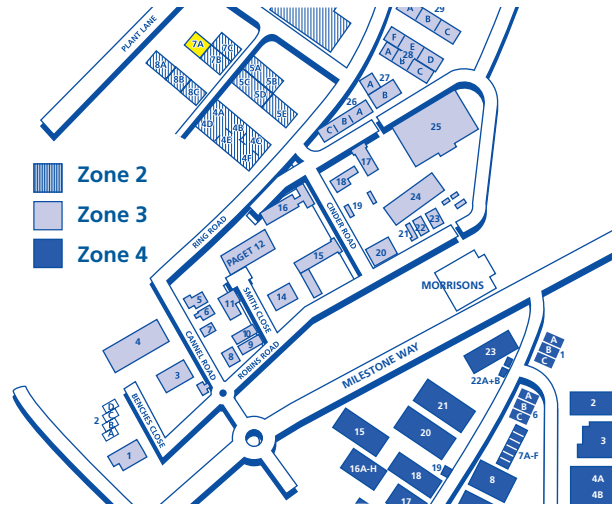 29
A
B
C
PLANT LANE
7A
7C
7B
8A
8B
8C
5A
5B
5C
5D
5E
4A
4B
4C
4D
4E
4F
F
E
D
A
B
C
28
27
A
B
26
C
B
A
25
17
18
19
24
23
22
21
20
Zone 2
Zone 3
Zone 4
RING ROAD
CINDER ROAD
16
PAGET 12
15
14
SMITH CLOSE
11
10
9
8
5
6
7
4
3
CANNEL ROAD
ROBINS ROAD
MORRISONS
MILESTONE WAY
2
D
C
B
A
BENCHES CLOSE
1
23
22A+B
A
B
C
1
A
B
C
6
7A-F
21
20
15
16A-H
18
19
17
8
2
3
4A
4B